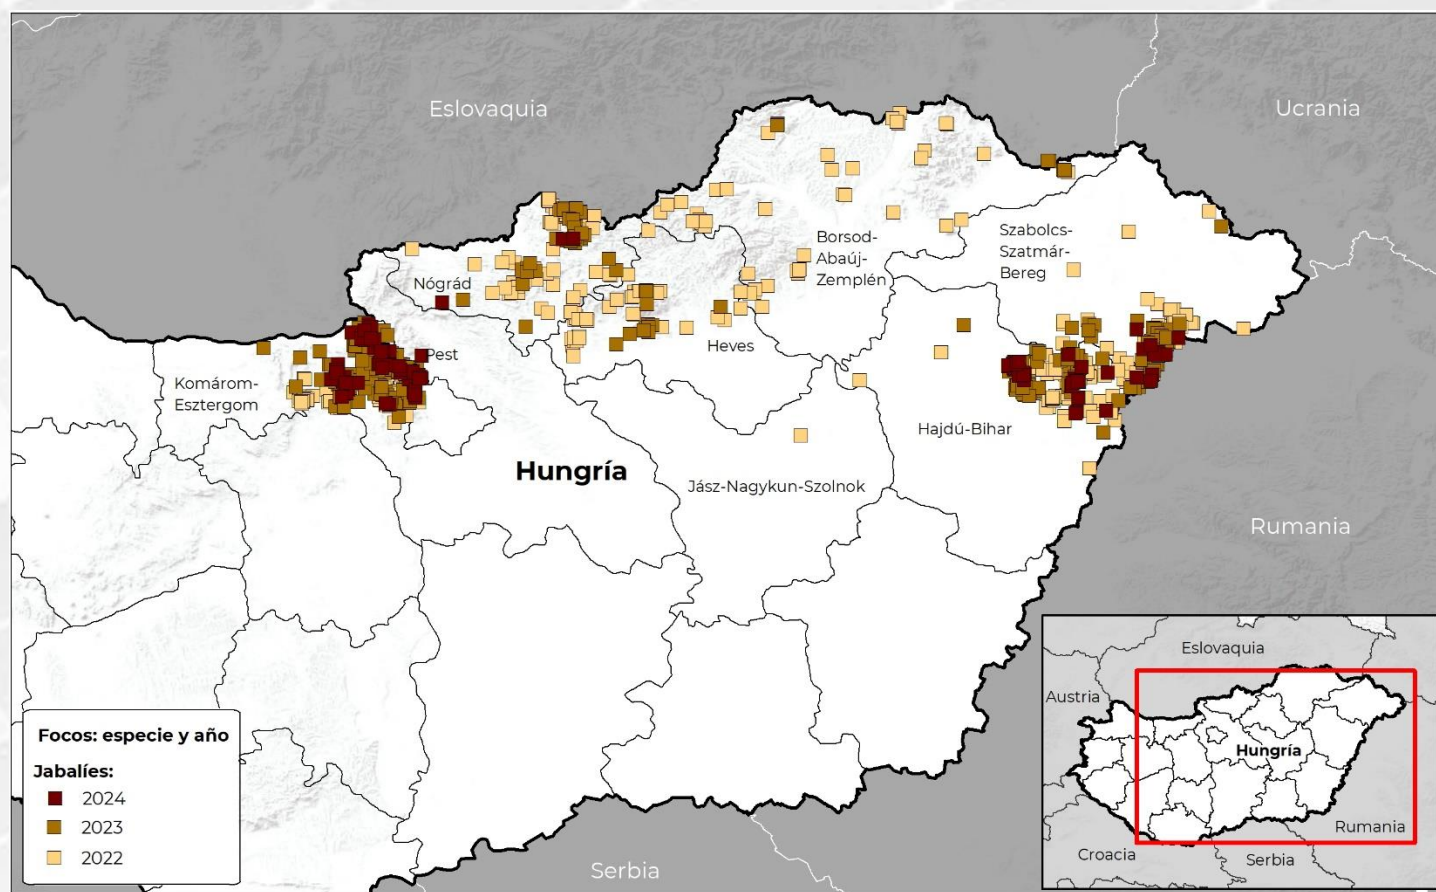 Eslovaquia
Ucrania
Borsod-
Abaúj-
Zemplén
Szabolcs-
Szatmár-
Bereg
Nógrád
Pest
Heves
Komárom-
Esztergom
Hajdú-Bihar
Hungría
Jász-Nagykun-Szolnok
Rumania
Serbia
Focos: especie y año
Jabalíes:
2024
2023
2022
Eslovaquia
Austria
Hungría
Rumania
Croacia
Serbia